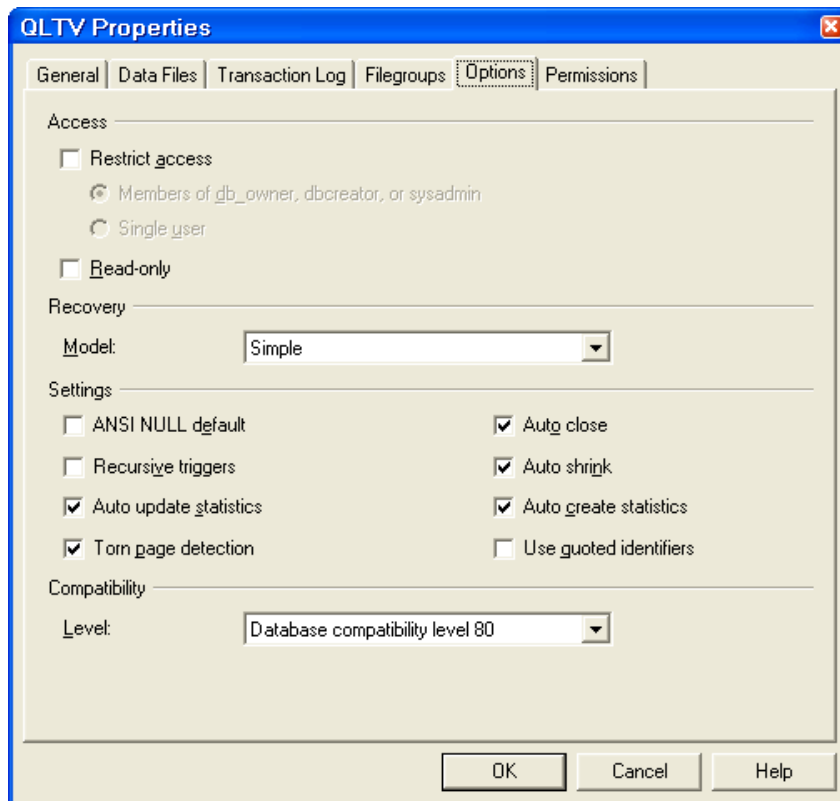 QLTV Properties
General Data Files Transaction Log Filegroups Options Permissions
Access
Restrict access
Members of db_owner, dbcreator, or sysadmin
Single user
Read-only
Recovery
Model: Simple
Settings
ANSI NULL default Auto close
Recursive triggers Auto shrink
Auto update statistics Auto create statistics
Torn page detection Use quoted identifiers
Compatibility
Level: Database compatibility level 80
OK Cancel Help